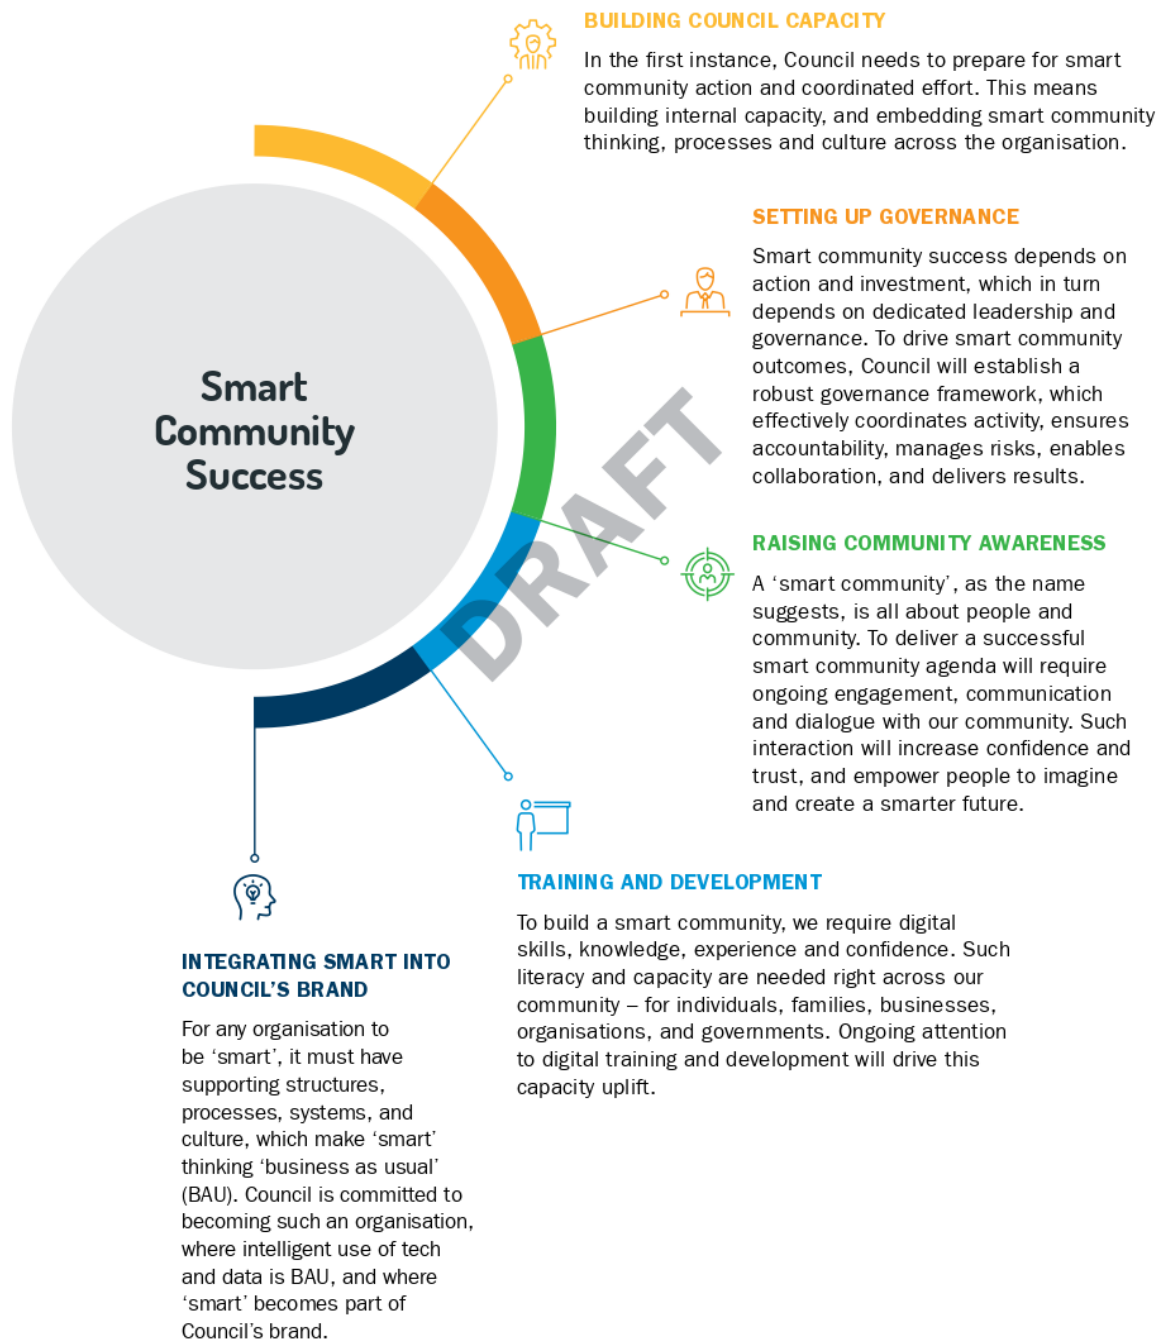 BUILDING COUNCIL CAPACITY
In the first instance, Council needs to prepare for smart
community action and coordinated effort. This means
building internal capacity, and embedding smart community
thinking, processes and culture across the organisation.
SETTING UP GOVERNANCE
Smart community success depends on
action and investment, which in turn
depends on dedicated leadership and
governance. To drive smart community
outcomes, Council will establish a
robust governance framework, which
effectively coordinates activity, ensures
accountability, manages risks, enables
collaboration, and delivers results.
Smart
Community
Success
DRAFT
RAISING COMMUNITY AWARENESS
A ‘smart community’, as the name
suggests, is all about people and
community. To deliver a successful
smart community agenda will require
ongoing engagement, communication
and dialogue with our community. Such
interaction will increase confidence and
trust, and empower people to imagine
and create a smarter future.
TRAINING AND DEVELOPMENT
To build a smart community, we require digital
skills, knowledge, experience and confidence. Such
literacy and capacity are needed right across our
community – for individuals, families, businesses,
organisations, and governments. Ongoing attention
to digital training and development will drive this
capacity uplift.
INTEGRATING SMART INTO
COUNCIL’S BRAND
For any organisation to
be ‘smart’, it must have
supporting structures,
processes, systems, and
culture, which make ‘smart’
thinking ‘business as usual’
(BAU). Council is committed to
becoming such an organisation,
where intelligent use of tech
and data is BAU, and where
‘smart’ becomes part of
Council’s brand.